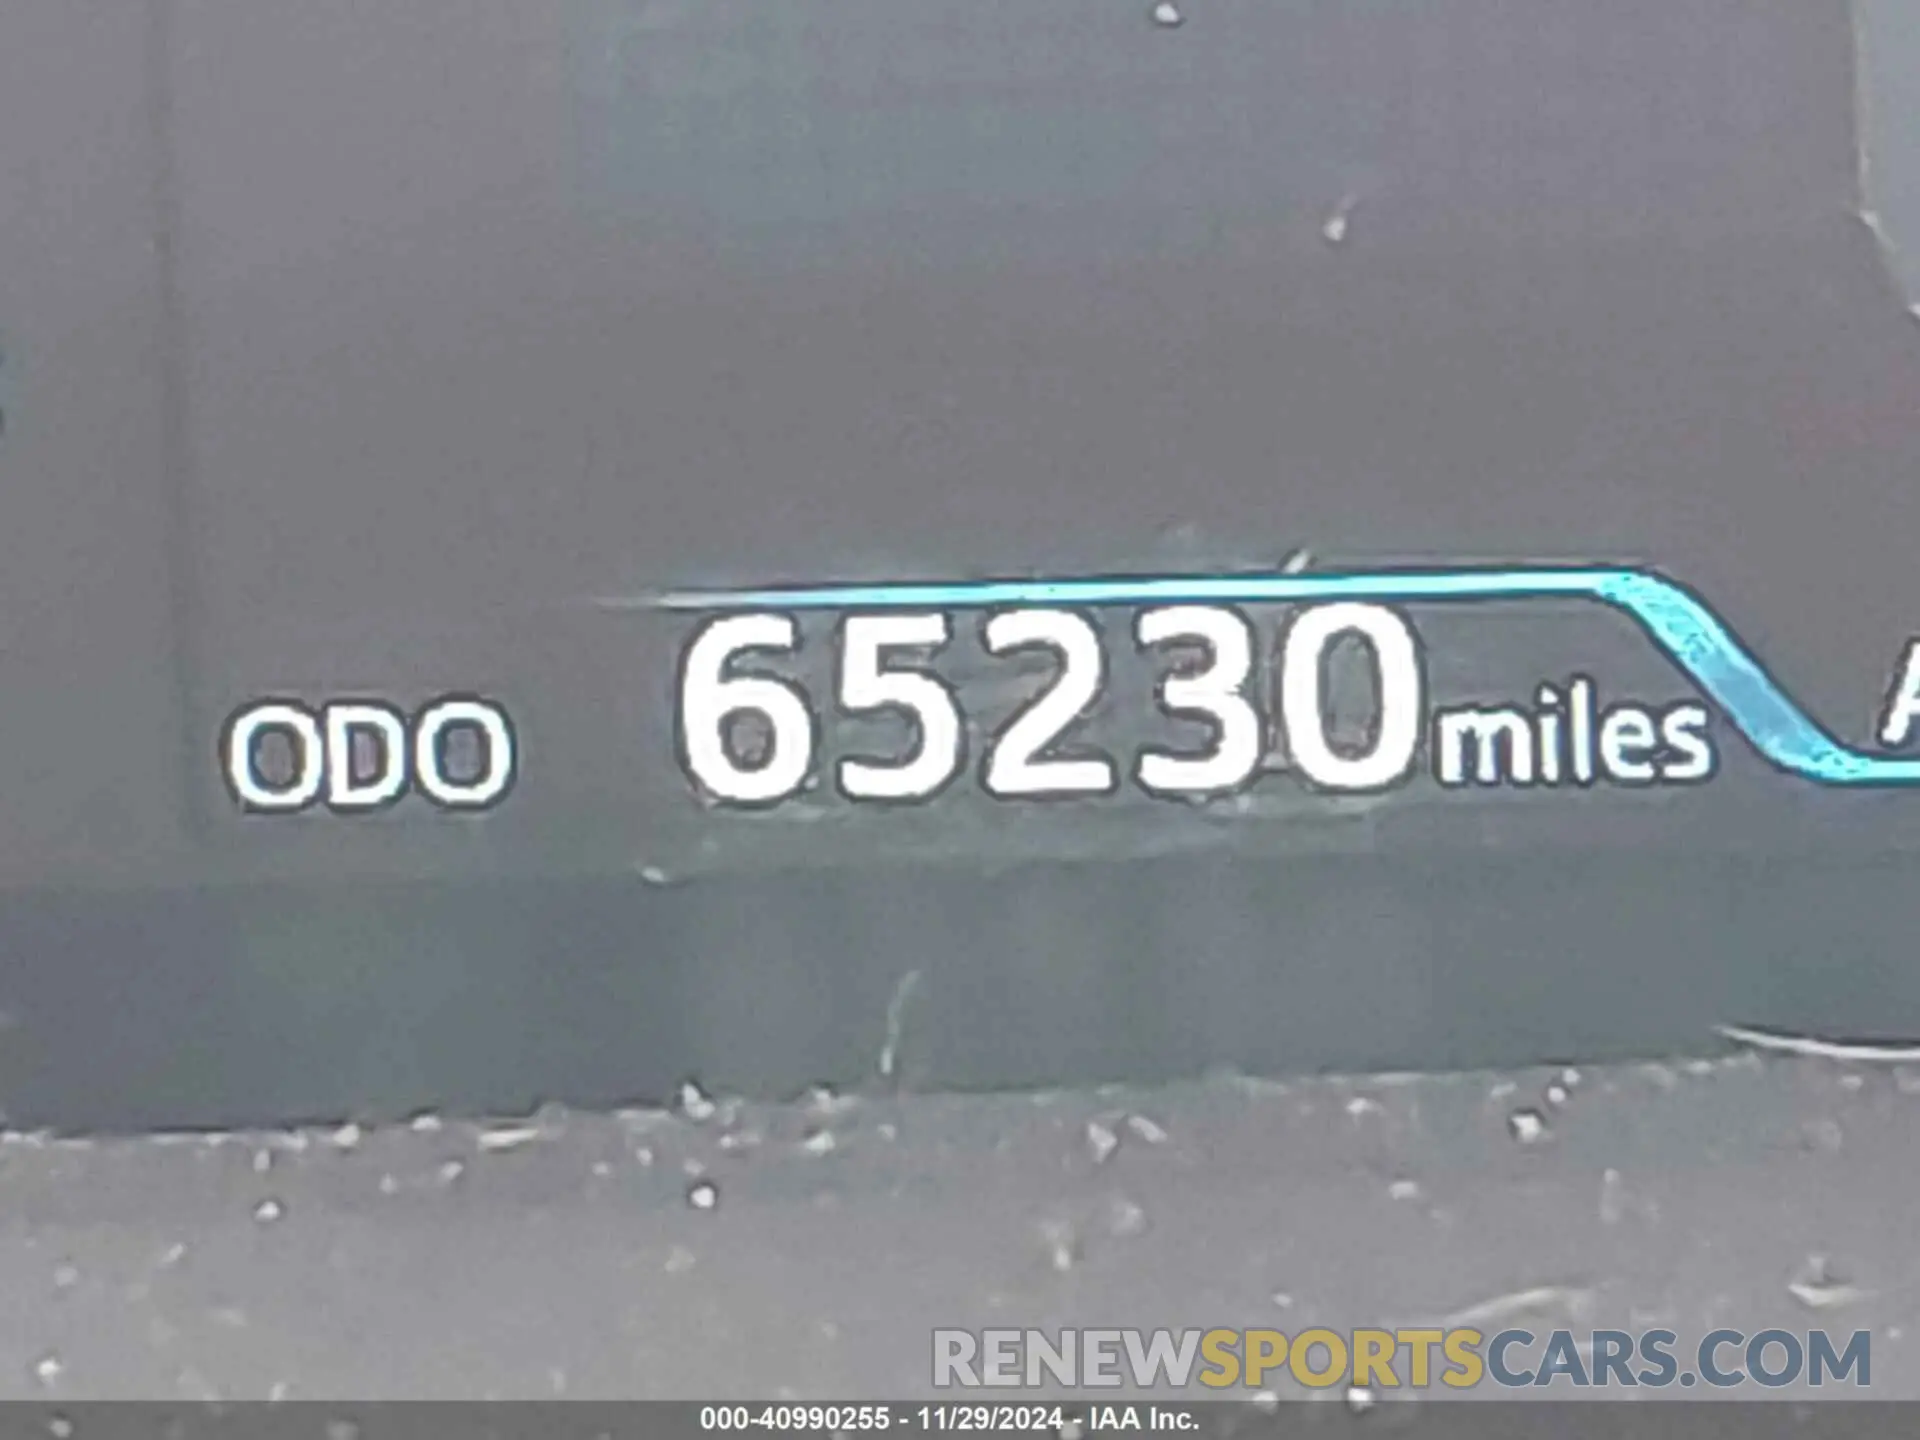 ODO 65230 miles
RENEWSPORTSCARS.COM
000-40990255 - 11/29/2024 - IAA Inc.